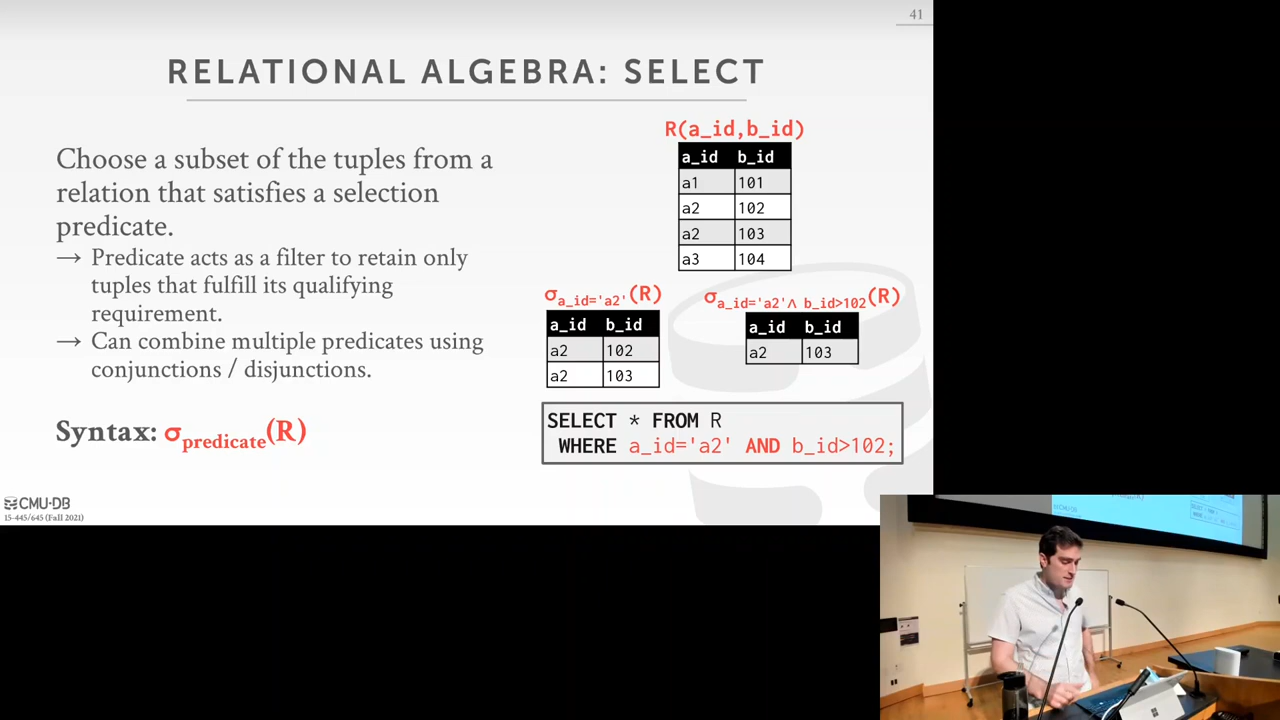 41
RELATIONAL ALGEBRA: SELECT
Choose a subset of the tuples from a
relation that satisfies a selection
predicate.
→ Predicate acts as a filter to retain only
tuples that fulfill its qualifying
requirement.
→ Can combine multiple predicates using
conjunctions / disjunctions.
Syntax: σpredicate(R)
R(a_id,b_id)
a_id b_id
a1 101
a2 102
a2 103
a3 104
σa_id='a2'(R)
a_id b_id
a2 102
a2 103
σa_id='a2'∧ b_id>102(R)
a_id b_id
a2 103
SELECT * FROM R
WHERE a_id='a2' AND b_id>102;
CMU·DB
15-445/645 (Fall 2021)